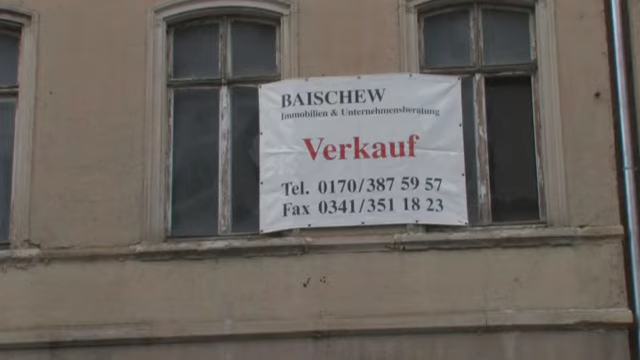 BAISCHEW
Immobilien & Unternehmensberatung
Verkauf
Tel. 0170/387 59 57
Fax 0341/351 18 23